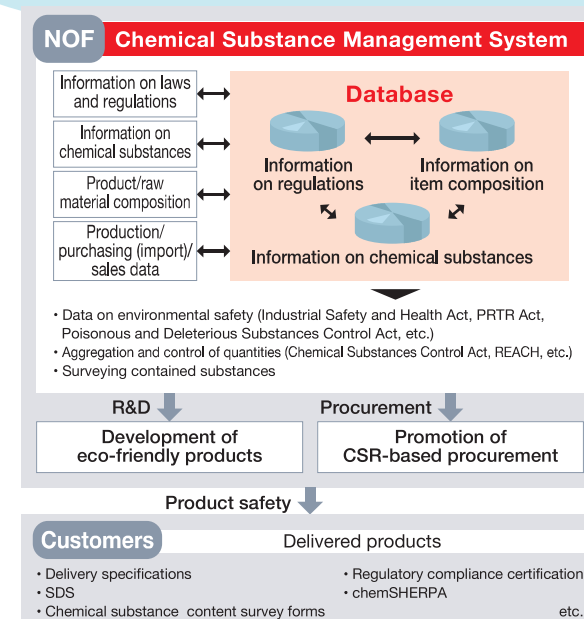 NOF Chemical Substance Management System
Information on laws
and regulations
Information on
chemical substances
Product/raw
material composition
Production/
purchasing (import)/
sales data
Database
Information
on regulations
Information on
item composition
Information on chemical substances
・Data on environmental safety (Industrial Safety and Health Act, PRTR Act,
Poisonous and Deleterious Substances Control Act, etc.)
・Aggregation and control of quantities (Chemical Substances Control Act, REACH, etc.)
・Surveying contained substances
R&D
Procurement
Development of
eco-friendly products
Promotion of
CSR-based procurement
Product safety
Customers
Delivered products
・Delivery specifications
・SDS
・Chemical substance content survey forms
・Regulatory compliance certification
・chemSHERPA
etc.